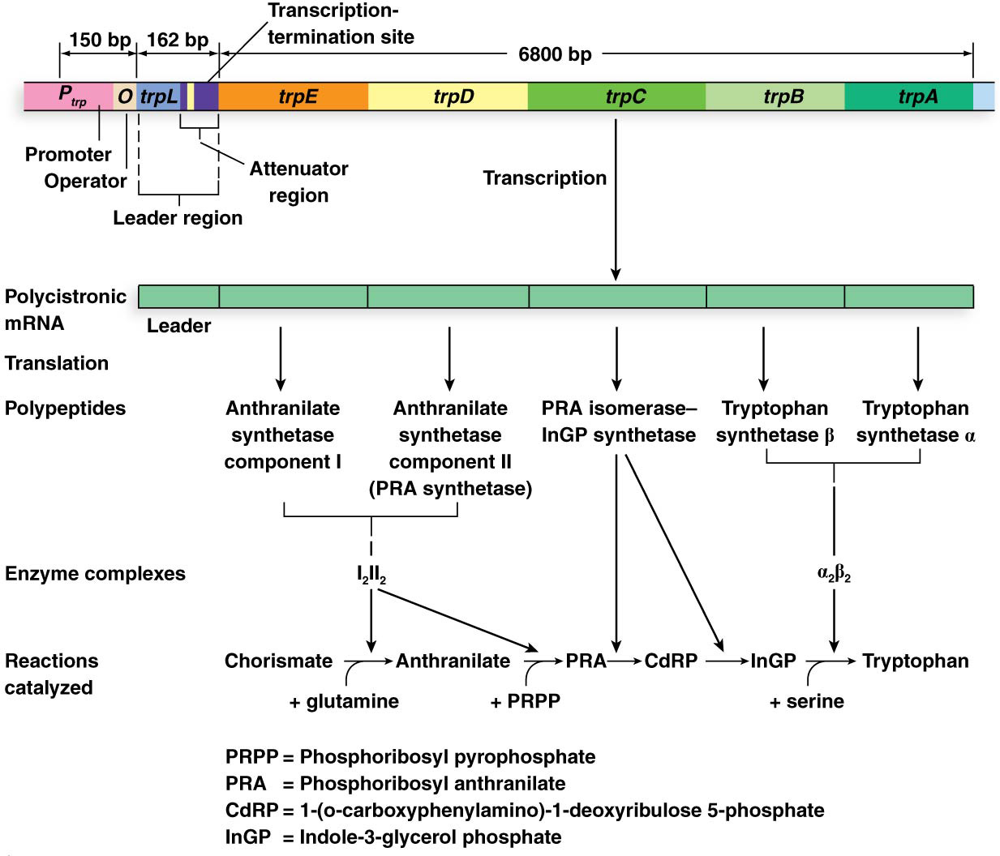 Transcription-
termination site
150 bp
162 bp
6800 bp
Ptrp
O
trpL
trpE
trpD
trpC
trpB
trpA
Promoter
Operator
Attenuator
region
Leader region
Transcription
Polycistronic
mRNA
Leader
Translation
Polypeptides
Anthranilate
synthetase
component I
Anthranilate
synthetase
component II
(PRA synthetase)
PRA isomerase–
InGP synthetase
Tryptophan
synthetase β
Tryptophan
synthetase α
Enzyme complexes
I₂II₂
α₂β₂
Reactions
catalyzed
Chorismate
Anthranilate
PRA
CdRP
InGP
Tryptophan
+ glutamine
+ PRPP
+ serine
PRPP = Phosphoribosyl pyrophosphate
PRA = Phosphoribosyl anthranilate
CdRP = 1-(o-carboxyphenylamino)-1-deoxyribulose 5-phosphate
InGP = Indole-3-glycerol phosphate